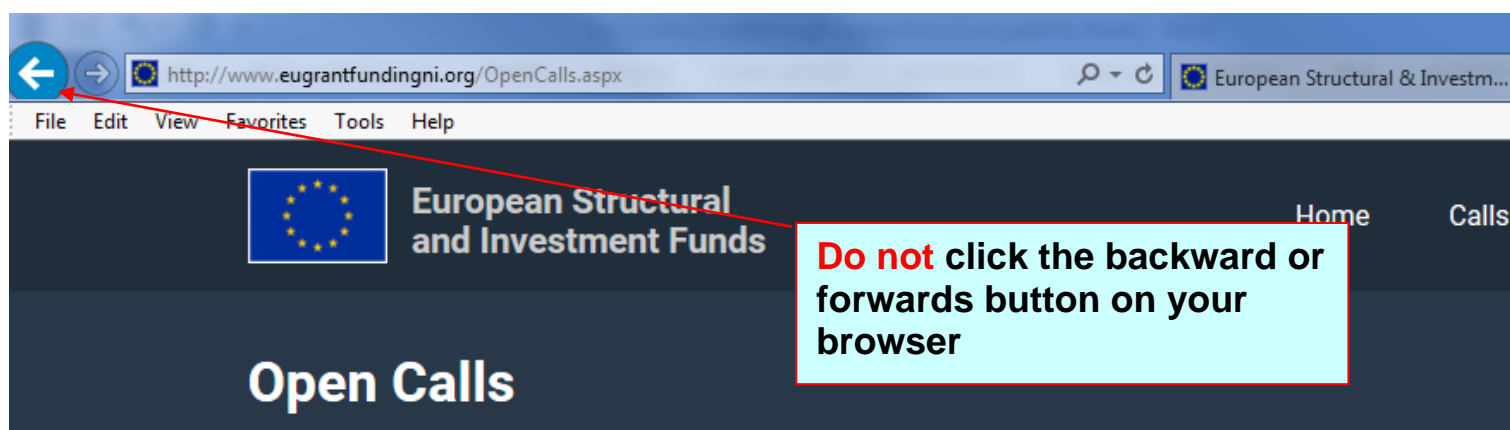 http://www.eugrantfundingni.org/OpenCalls.aspx
European Structural & Investm...
File Edit View Favorites Tools Help
European Structural
and Investment Funds
Home Calls
Do not click the backward or
forwards button on your
browser
Open Calls